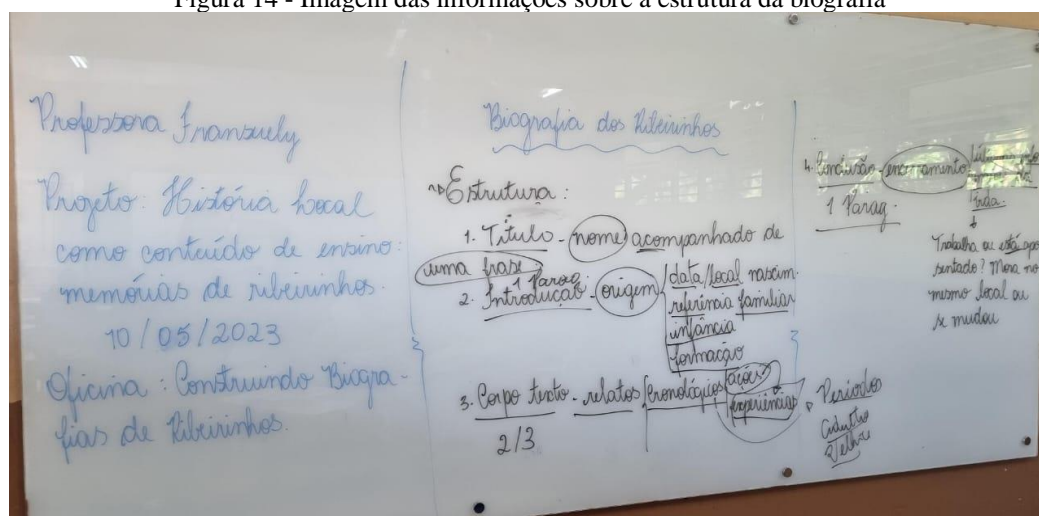 Figura 14 - Imagem das informações sobre a estrutura da biografia
Professora Franzuely
Projeto: História Local
como conteúdo de ensino:
memórias de ribeirinhos.
10/05/2023
Oficina: Construindo Biogra-
fias de Ribeirinhos.
Biografia dos Ribeirinhos
Estrutura:
1. Título - nome acompanhado de
uma frase
1 Parag.
2. Introdução - origem
data/local nascim.
referência familiar
infância
formação
3. Corpo texto - relatos cronológicos ações
experiências
2/3
Períodos
4. Conclusão - encerramento
vida.
1 Parag.
Trabalha ou está apo
sentado? Mora no
mesmo local ou
se mudou